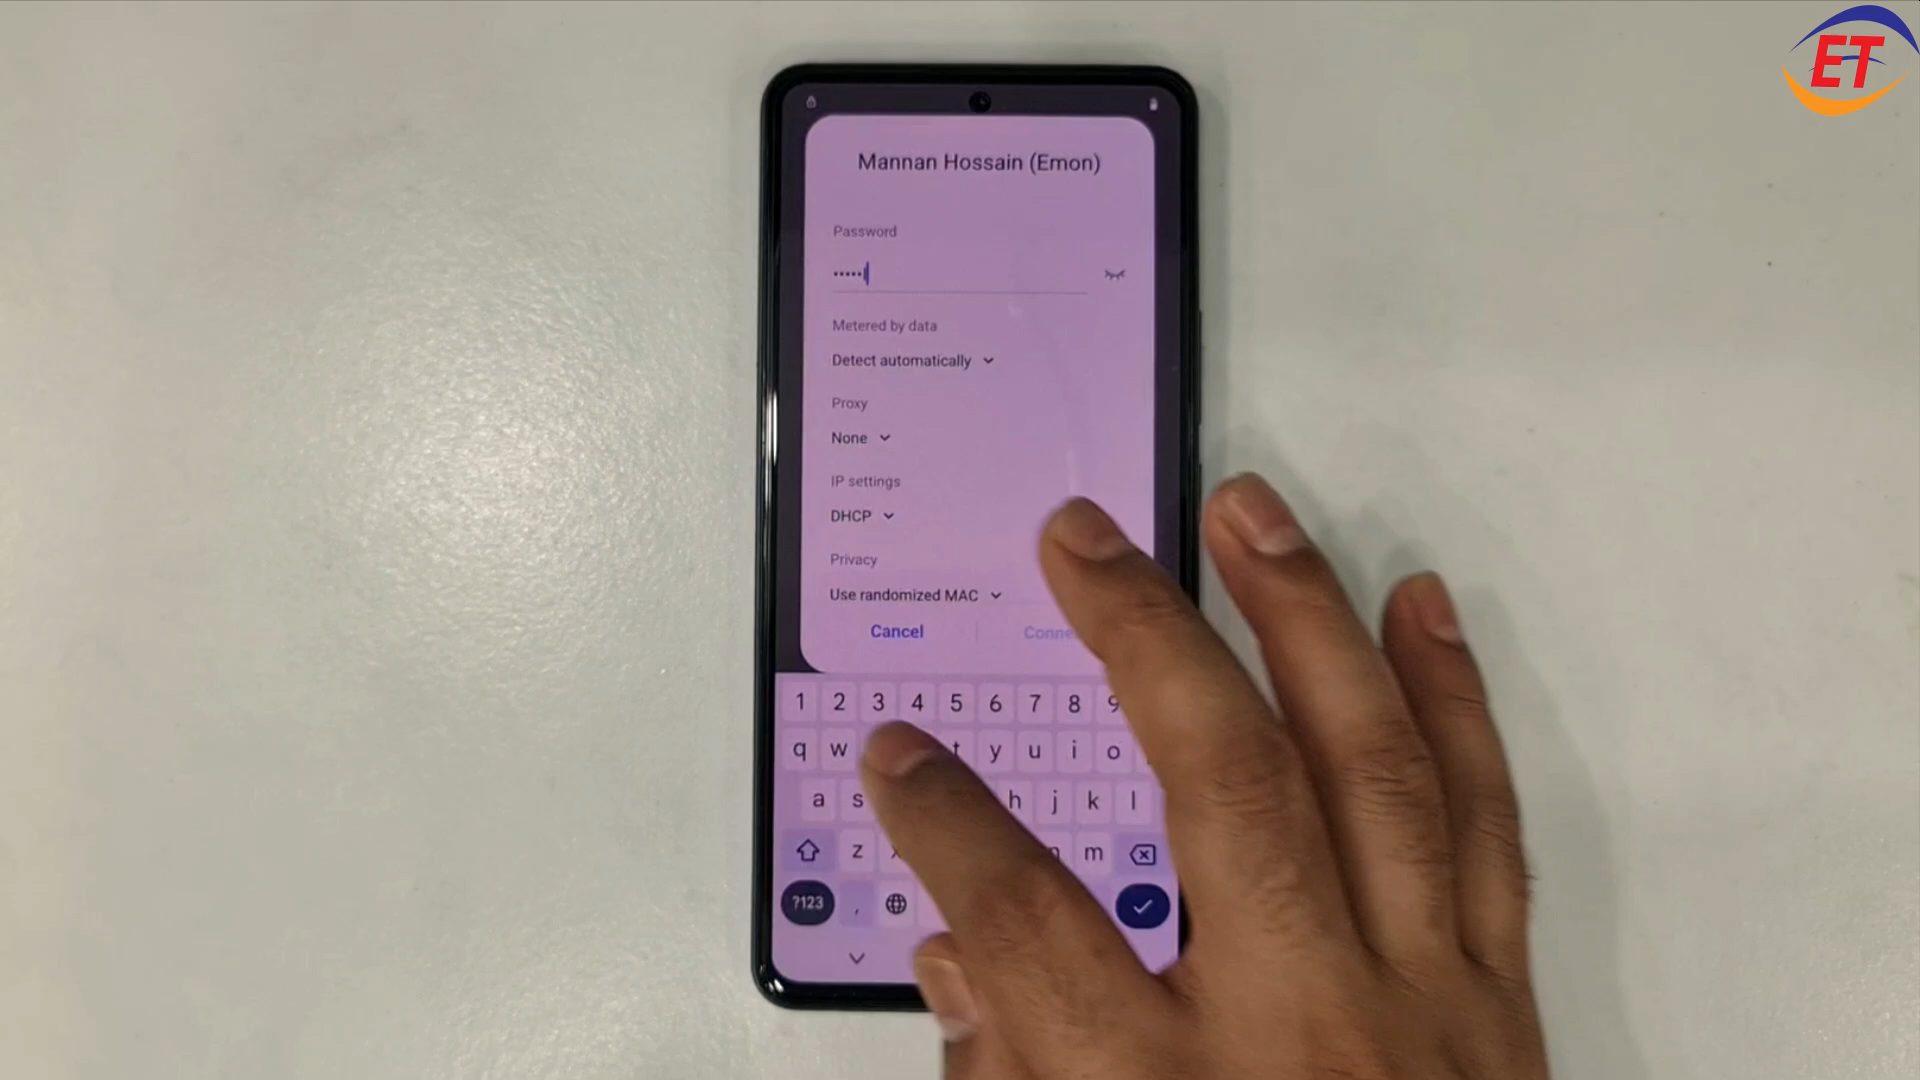 ET
Mannan Hossain (Emon)
Password
•••••
Metered by data
Detect automatically
Proxy
None
IP settings
DHCP
Privacy
Use randomized MAC
Cancel
1 2 3 4 5 6 7 8 9
q w t y u i o
a s h j k l
z m
?123 ,